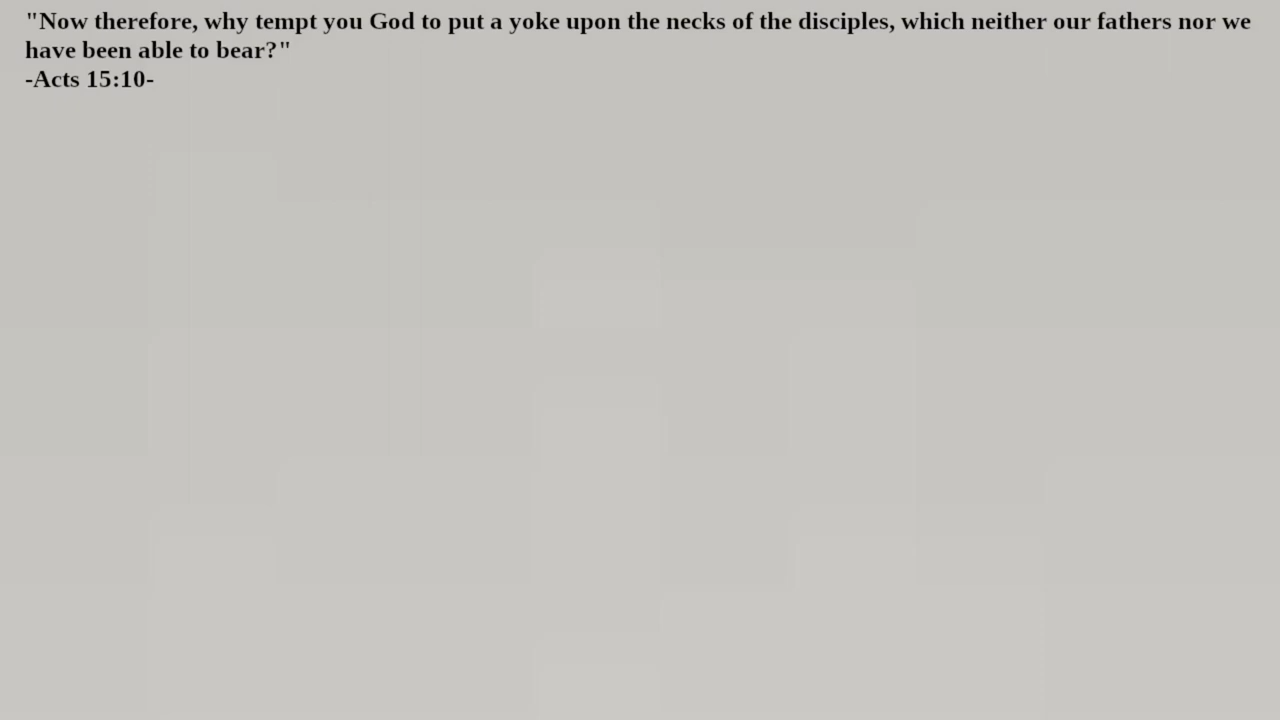 "Now therefore, why tempt you God to put a yoke upon the necks of the disciples, which neither our fathers nor we
have been able to bear?"
-Acts 15:10-